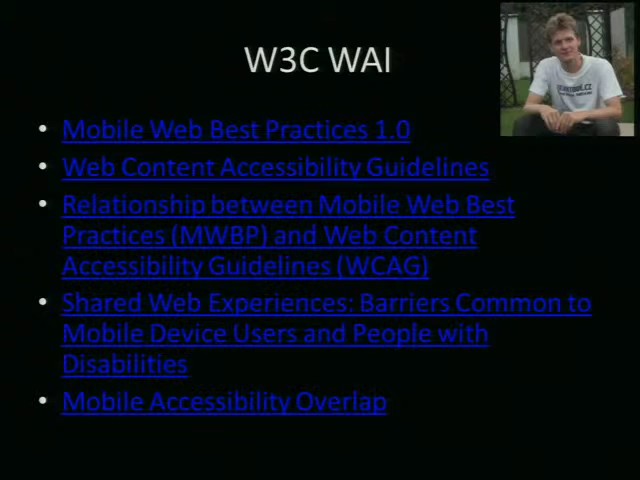 W3C WAI
• Mobile Web Best Practices 1.0
• Web Content Accessibility Guidelines
• Relationship between Mobile Web Best
Practices (MWBP) and Web Content
Accessibility Guidelines (WCAG)
• Shared Web Experiences: Barriers Common to
Mobile Device Users and People with
Disabilities
• Mobile Accessibility Overlap